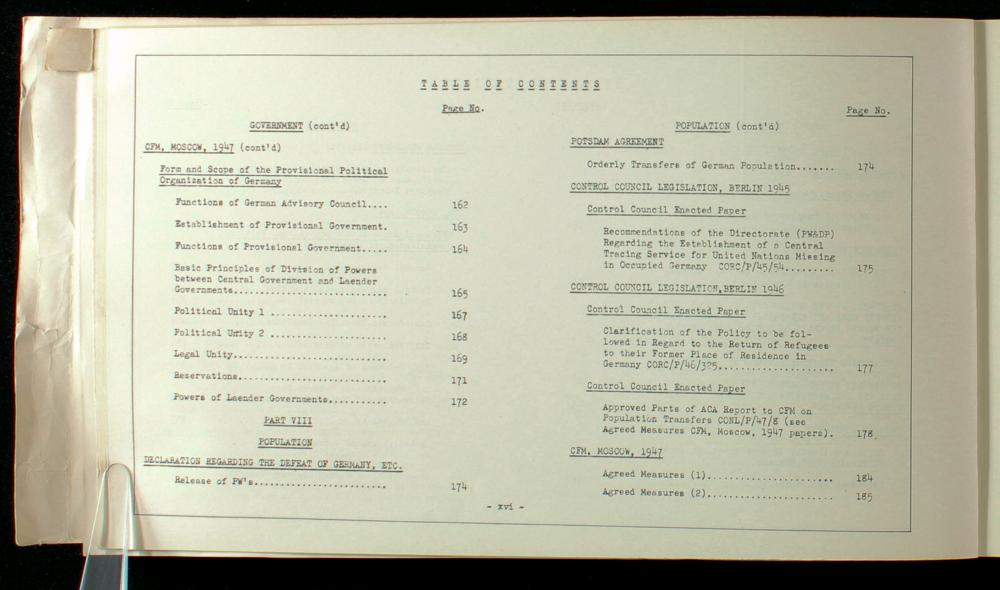 TABLE OF CONTENTS
Page No.
GOVERNMENT (cont'd)
CFM, MOSCOW, 1947 (cont'd)
Form and Scope of the Provisional Political
Organization of Germany
Functions of German Advisory Council.... 162
Establishment of Provisional Government. 163
Functions of Provisional Government..... 164
Basic Principles of Division of Powers
between Central Government and Laender
Governments............................. 165
Political Unity 1 ...................... 167
Political Unity 2 ...................... 168
Legal Unity............................. 169
Reservations............................ 171
Powers of Laender Governments........... 172
PART VIII
POPULATION
DECLARATION REGARDING THE DEFEAT OF GERMANY, ETC.
Release of PW's......................... 174
Page No.
POPULATION (cont'd)
POTSDAM AGREEMENT
Orderly Transfers of German Population....... 174
CONTROL COUNCIL LEGISLATION, BERLIN 1945
Control Council Enacted Paper
Recommendations of the Directorate (PW&DP)
Regarding the Establishment of a Central
Tracing Service for United Nations Missing
in Occupied Germany CORC/P/45/54......... 175
CONTROL COUNCIL LEGISLATION, BERLIN 1946
Control Council Enacted Paper
Clarification of the Policy to be fol-
lowed in Regard to the Return of Refugees
to their Former Place of Residence in
Germany CORC/P/46/325.................... 177
Control Council Enacted Paper
Approved Parts of ACA Report to CFM on
Population Transfers CONL/P/47/8 (see
Agreed Measures CFM, Moscow, 1947 papers). 178
CFM, MOSCOW, 1947
Agreed Measures (1)...................... 184
Agreed Measures (2)...................... 185
- xvi -